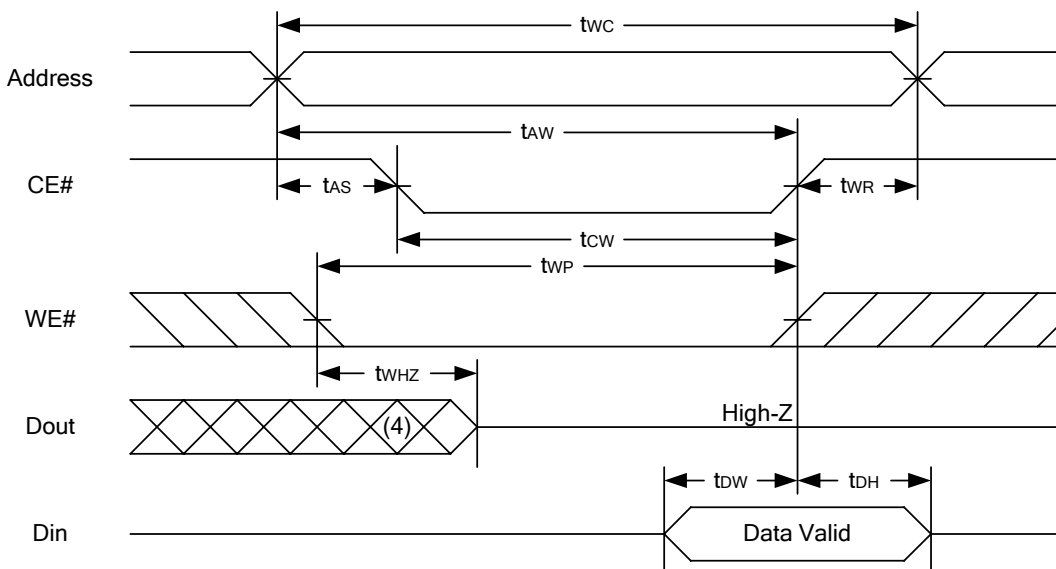 tWC
Address
tAW
CE#
tAS
tWR
tCW
tWP
WE#
tWHZ
Dout
(4)
High-Z
tDW
tDH
Din
Data Valid